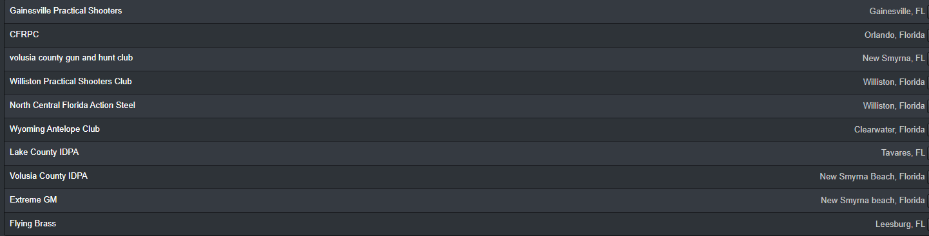 Gainesville Practical Shooters Gainesville, FL
CFRPC Orlando, Florida
volusia county gun and hunt club New Smyrna, FL
Williston Practical Shooters Club Williston, Florida
North Central Florida Action Steel Williston, Florida
Wyoming Antelope Club Clearwater, Florida
Lake County IDPA Tavares, FL
Volusia County IDPA New Smyrna Beach, Florida
Extreme GM New Smyrna beach, Florida
Flying Brass Leesburg, FL